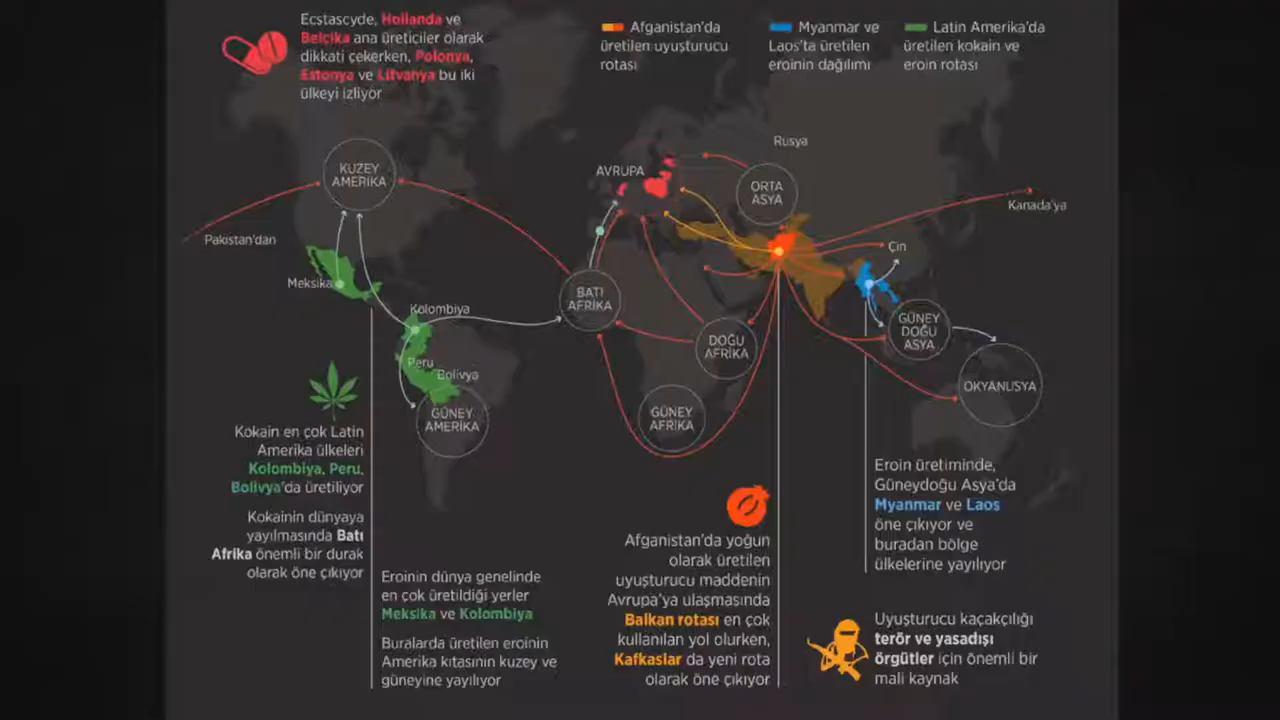 Ecstascyde, Hollanda ve
Belçika ana üreticiler olarak
dikkati çekerken, Polonya,
Estonya ve Litvanya bu iki
ülkeyi izliyor
Afganistan'da
üretilen uyuşturucu
rotası
Myanmar ve
Laos'ta üretilen
eroinin dağılımı
Latin Amerika'da
üretilen kokain ve
eroin rotası
Rusya
KUZEY
AMERİKA
AVRUPA
ORTA
ASYA
Kanada'ya
Pakistan'dan
Çin
Meksika
Kolombiya
BATI
AFRİKA
GÜNEY
DOĞU
ASYA
DOĞU
AFRİKA
Peru
Bolivya
OKYANUSYA
GÜNEY
AMERİKA
GÜNEY
AFRİKA
Kokain en çok Latin
Amerika ülkeleri
Kolombiya, Peru,
Bolivya'da üretiliyor
Kokainin dünyaya
yayılmasında Batı
Afrika önemli bir durak
olarak öne çıkıyor
Eroinin dünya genelinde
en çok üretildiği yerler
Meksika ve Kolombiya
Buralarda üretilen eroinin
Amerika kıtasının kuzey ve
güneyine yayılıyor
Afganistan'da yoğun
olarak üretilen
uyuşturucu maddenin
Avrupa'ya ulaşmasında
Balkan rotası en çok
kullanılan yol olurken,
Kafkaslar da yeni rota
olarak öne çıkıyor
Eroin üretiminde,
Güneydoğu Asya'da
Myanmar ve Laos
öne çıkıyor ve
buradan bölge
ülkelerine yayılıyor
Uyuşturucu kaçakçılığı
terör ve yasadışı
örgütler için önemli bir
mali kaynak